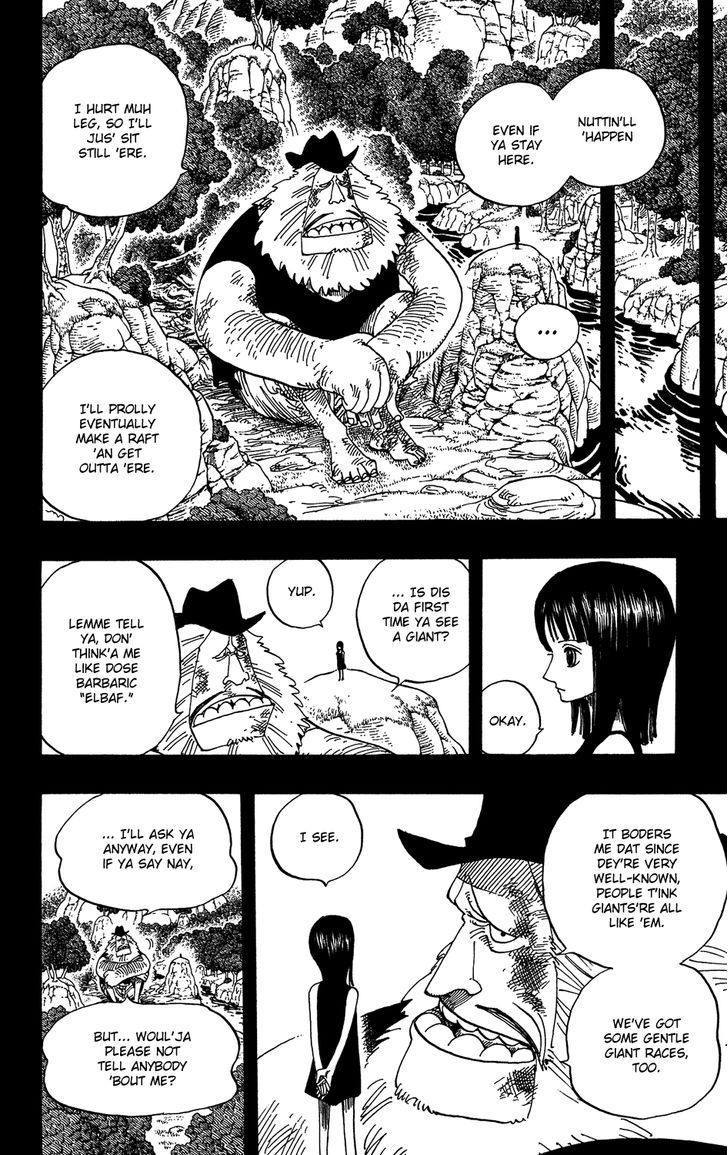 NUTTIN'LL
'HAPPEN
EVEN IF
YA STAY
HERE.
I HURT MUH
LEG, SO I'LL
JUS' SIT
STILL 'ERE.
...
I'LL PROLLY
EVENTUALLY
MAKE A RAFT
'AN GET
OUTTA 'ERE.
OKAY.
... IS DIS
DA FIRST
TIME YA SEE
A GIANT?
YUP.
LEMME TELL
YA, DON'
THINK'A ME
LIKE DOSE
BARBARIC
"ELBAF."
IT BODERS
ME DAT SINCE
DEY'RE VERY
WELL-KNOWN,
PEOPLE T'INK
GIANTS'RE ALL
LIKE 'EM.
WE'VE GOT
SOME GENTLE
GIANT RACES,
TOO.
I SEE.
... I'LL ASK YA
ANYWAY, EVEN
IF YA SAY NAY,
BUT... WOUL'JA
PLEASE NOT
TELL ANYBODY
'BOUT ME?